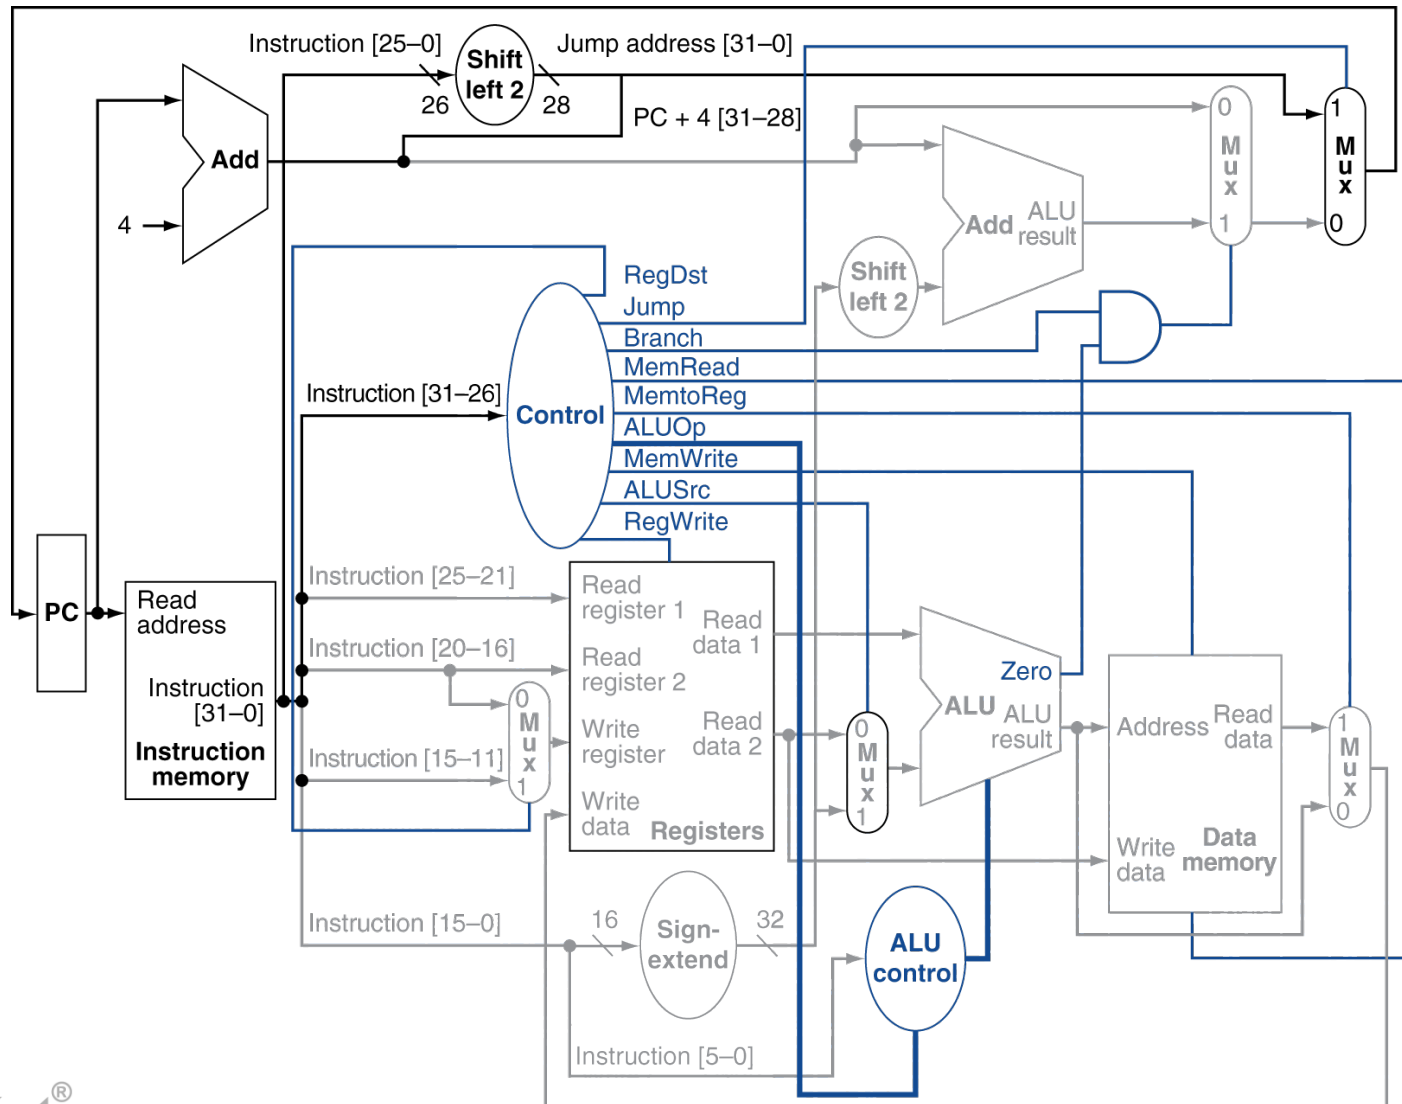 Instruction [25–0]
Shift
left 2
Jump address [31–0]
26
28
PC + 4 [31–28]
Add
4
0
M
u
x
1
1
M
u
x
0
Add
ALU
result
Shift
left 2
RegDst
Jump
Branch
MemRead
MemtoReg
ALUOp
MemWrite
ALUSrc
RegWrite
Instruction [31–26]
Control
PC
Read
address
Instruction
[31–0]
Instruction
memory
Instruction [25–21]
Instruction [20–16]
Instruction [15–11]
0
M
u
x
1
Read
register 1
Read
register 2
Write
register
Write
data
Read
data 1
Read
data 2
Registers
0
M
u
x
1
Zero
ALU
ALU
result
Address
Read
data
Write
data
Data
memory
1
M
u
x
0
Instruction [15–0]
16
Sign-
extend
32
ALU
control
Instruction [5–0]
®